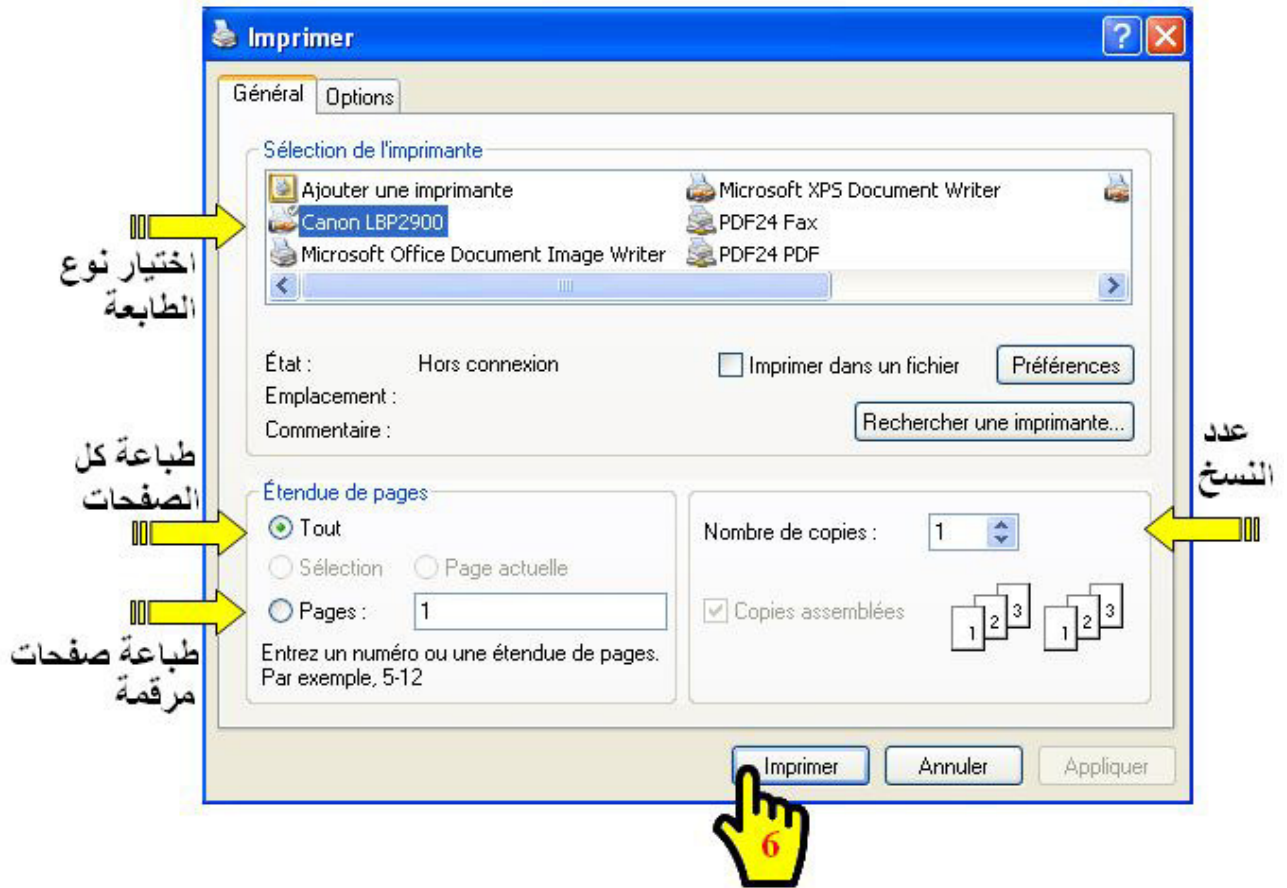 Imprimer
Général
Options
Sélection de l'imprimante
Ajouter une imprimante
Microsoft XPS Document Writer
Canon LBP2900
PDF24 Fax
Microsoft Office Document Image Writer
PDF24 PDF
اختيار نوع
الطابعة
État :
Hors connexion
Imprimer dans un fichier
Préférences
Emplacement :
Commentaire :
Rechercher une imprimante...
عدد
النسخ
طباعة كل
الصفحات
Étendue de pages
Tout
Sélection
Page actuelle
Pages :
1
Entrez un numéro ou une étendue de pages.
Par exemple, 5-12
طباعة صفحات
مرقمة
Nombre de copies :
1
Copies assemblées
1 2 3
1 2 3
Imprimer
Annuler
Appliquer
6